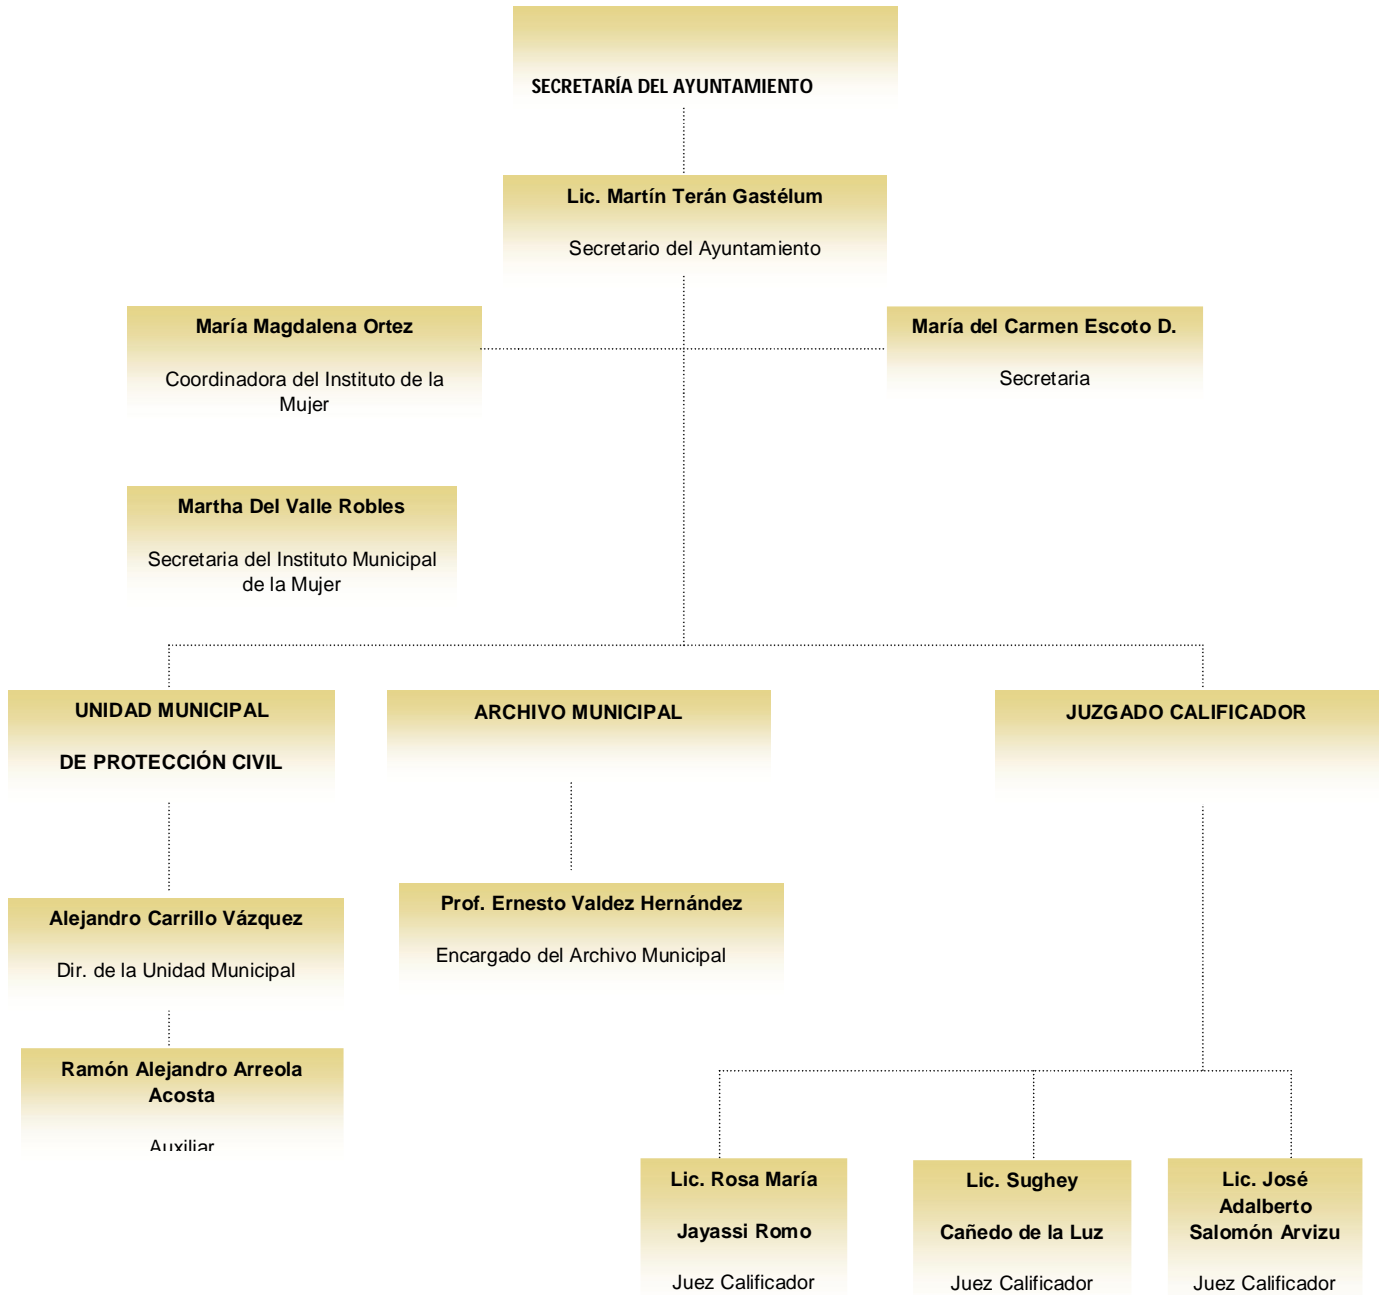 SECRETARÍA DEL AYUNTAMIENTO
Lic. Martín Terán Gastélum
Secretario del Ayuntamiento
María Magdalena Ortez
Coordinadora del Instituto de la
Mujer
María del Carmen Escoto D.
Secretaria
Martha Del Valle Robles
Secretaria del Instituto Municipal
de la Mujer
UNIDAD MUNICIPAL
DE PROTECCIÓN CIVIL
ARCHIVO MUNICIPAL
JUZGADO CALIFICADOR
Alejandro Carrillo Vázquez
Dir. de la Unidad Municipal
Prof. Ernesto Valdez Hernández
Encargado del Archivo Municipal
Ramón Alejandro Arreola
Acosta
Auxiliar
Lic. Rosa María
Jayassi Romo
Juez Calificador
Lic. Sughey
Cañedo de la Luz
Juez Calificador
Lic. José
Adalberto
Salomón Arvizu
Juez Calificador